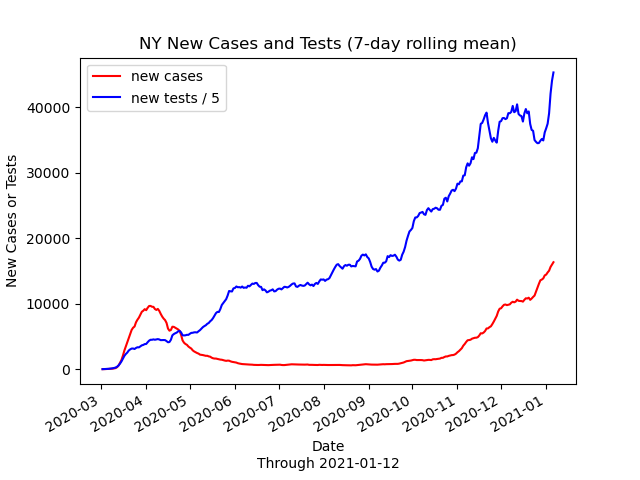 NY New Cases and Tests (7-day rolling mean)
new cases
new tests / 5
New Cases or Tests
40000
30000
20000
10000
0
2020-03
2020-04
2020-05
2020-06
2020-07
2020-08
2020-09
2020-10
2020-11
2020-12
2021-01
Date
Through 2021-01-12